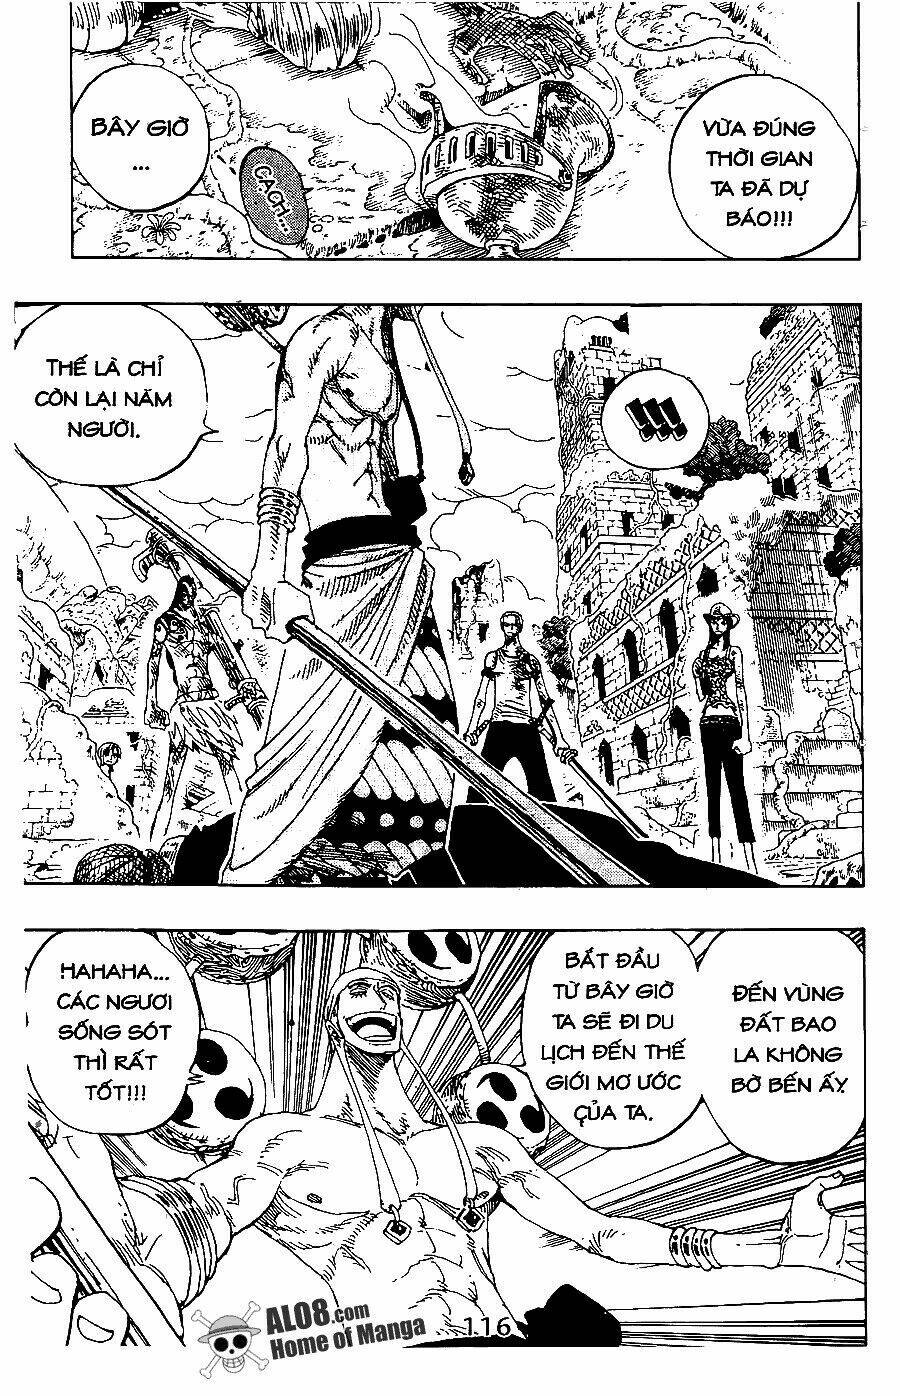 VỪA ĐÚNG
THỜI GIAN
TA ĐÃ DỰ
BÁO!!!
BÂY GIỜ
...
CẠCH...
THẾ LÀ CHỈ
CÒN LẠI NĂM
NGƯỜI.
!!!
ĐẾN VÙNG
ĐẤT BAO
LA KHÔNG
BỜ BẾN ẤY.
BẮT ĐẦU
TỪ BÂY GIỜ
TA SẼ ĐI DU
LỊCH ĐẾN THẾ
GIỚI MƠ ƯỚC
CỦA TA.
HAHAHA...
CÁC NGƯƠI
SỐNG SÓT
THÌ RẤT
TỐT!!!
ALO8.com
Home of Manga
116